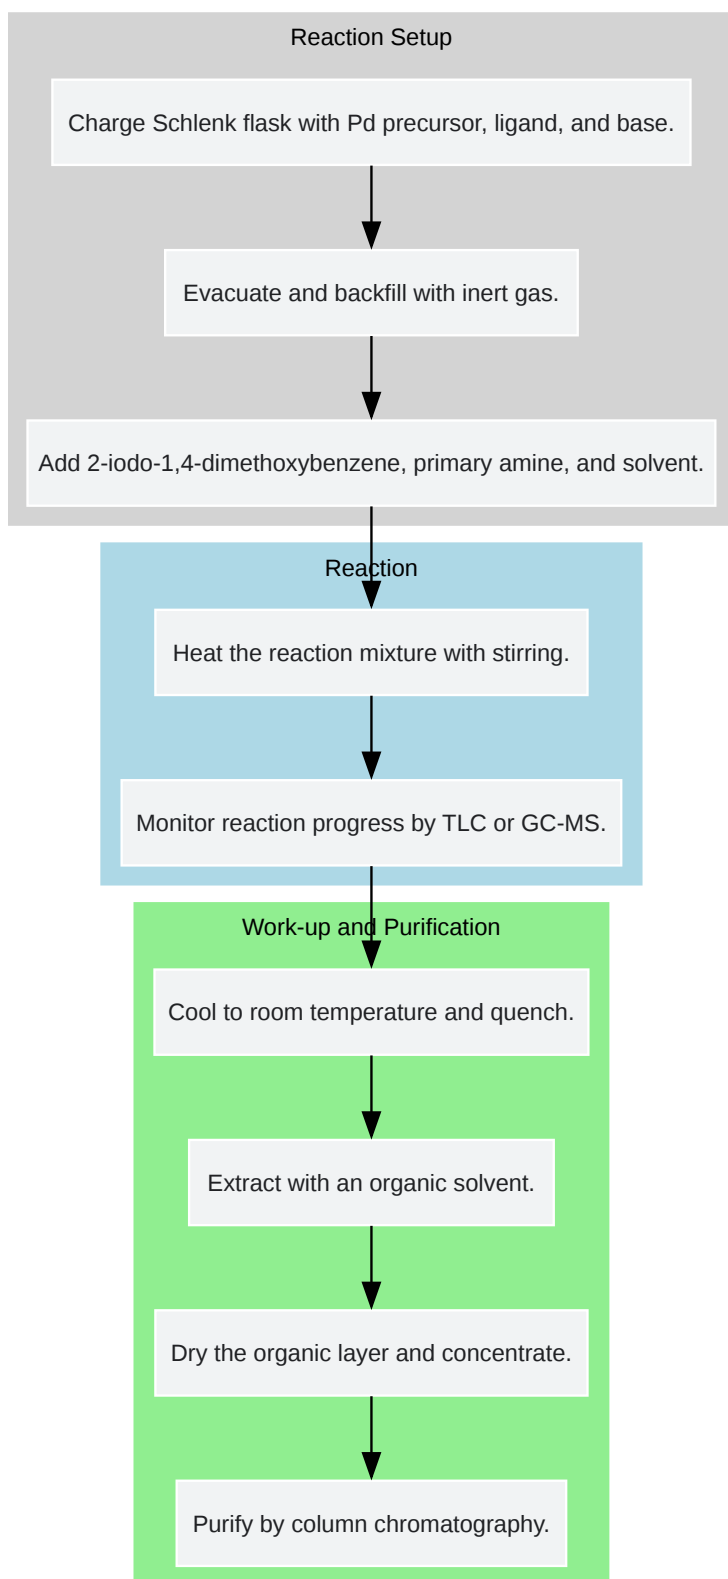 Reaction Setup
Charge Schlenk flask with Pd precursor, ligand, and base.
Evacuate and backfill with inert gas.
Add 2-iodo-1,4-dimethoxybenzene, primary amine, and solvent.
Reaction
Heat the reaction mixture with stirring.
Monitor reaction progress by TLC or GC-MS.
Work-up and Purification
Cool to room temperature and quench.
Extract with an organic solvent.
Dry the organic layer and concentrate.
Purify by column chromatography.